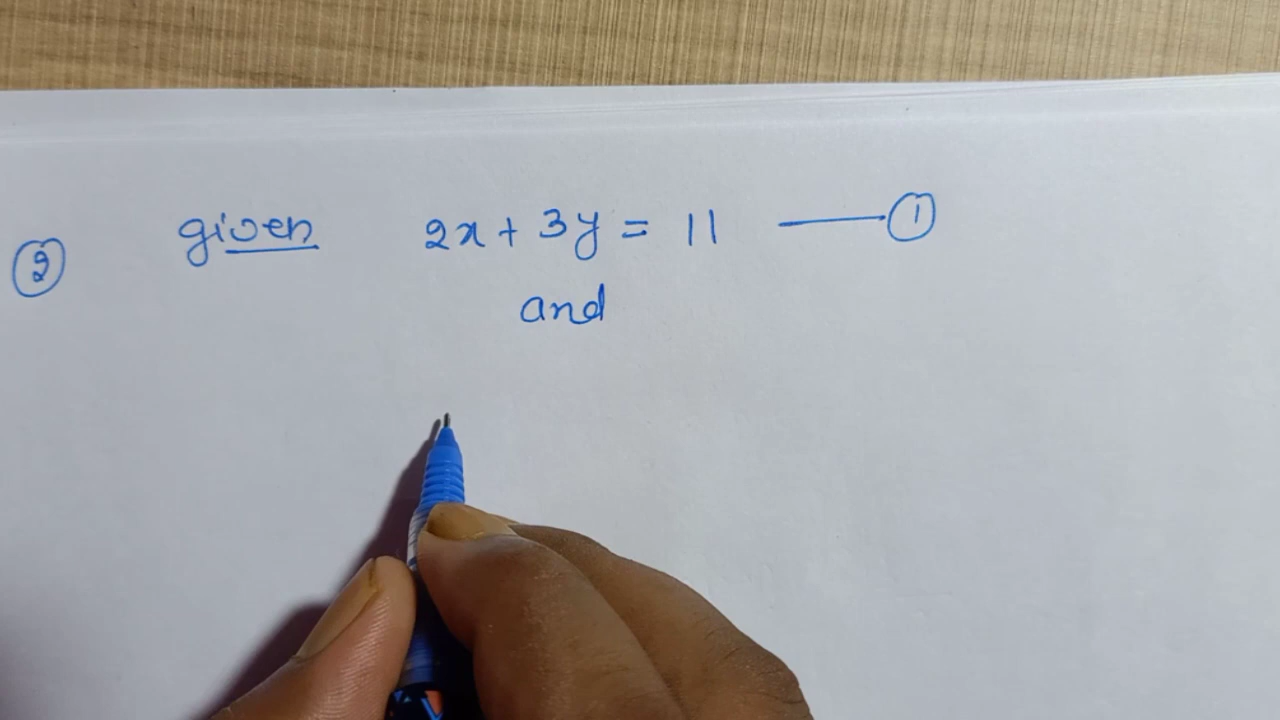 ② given 2x + 3y = 11 —— ①
and